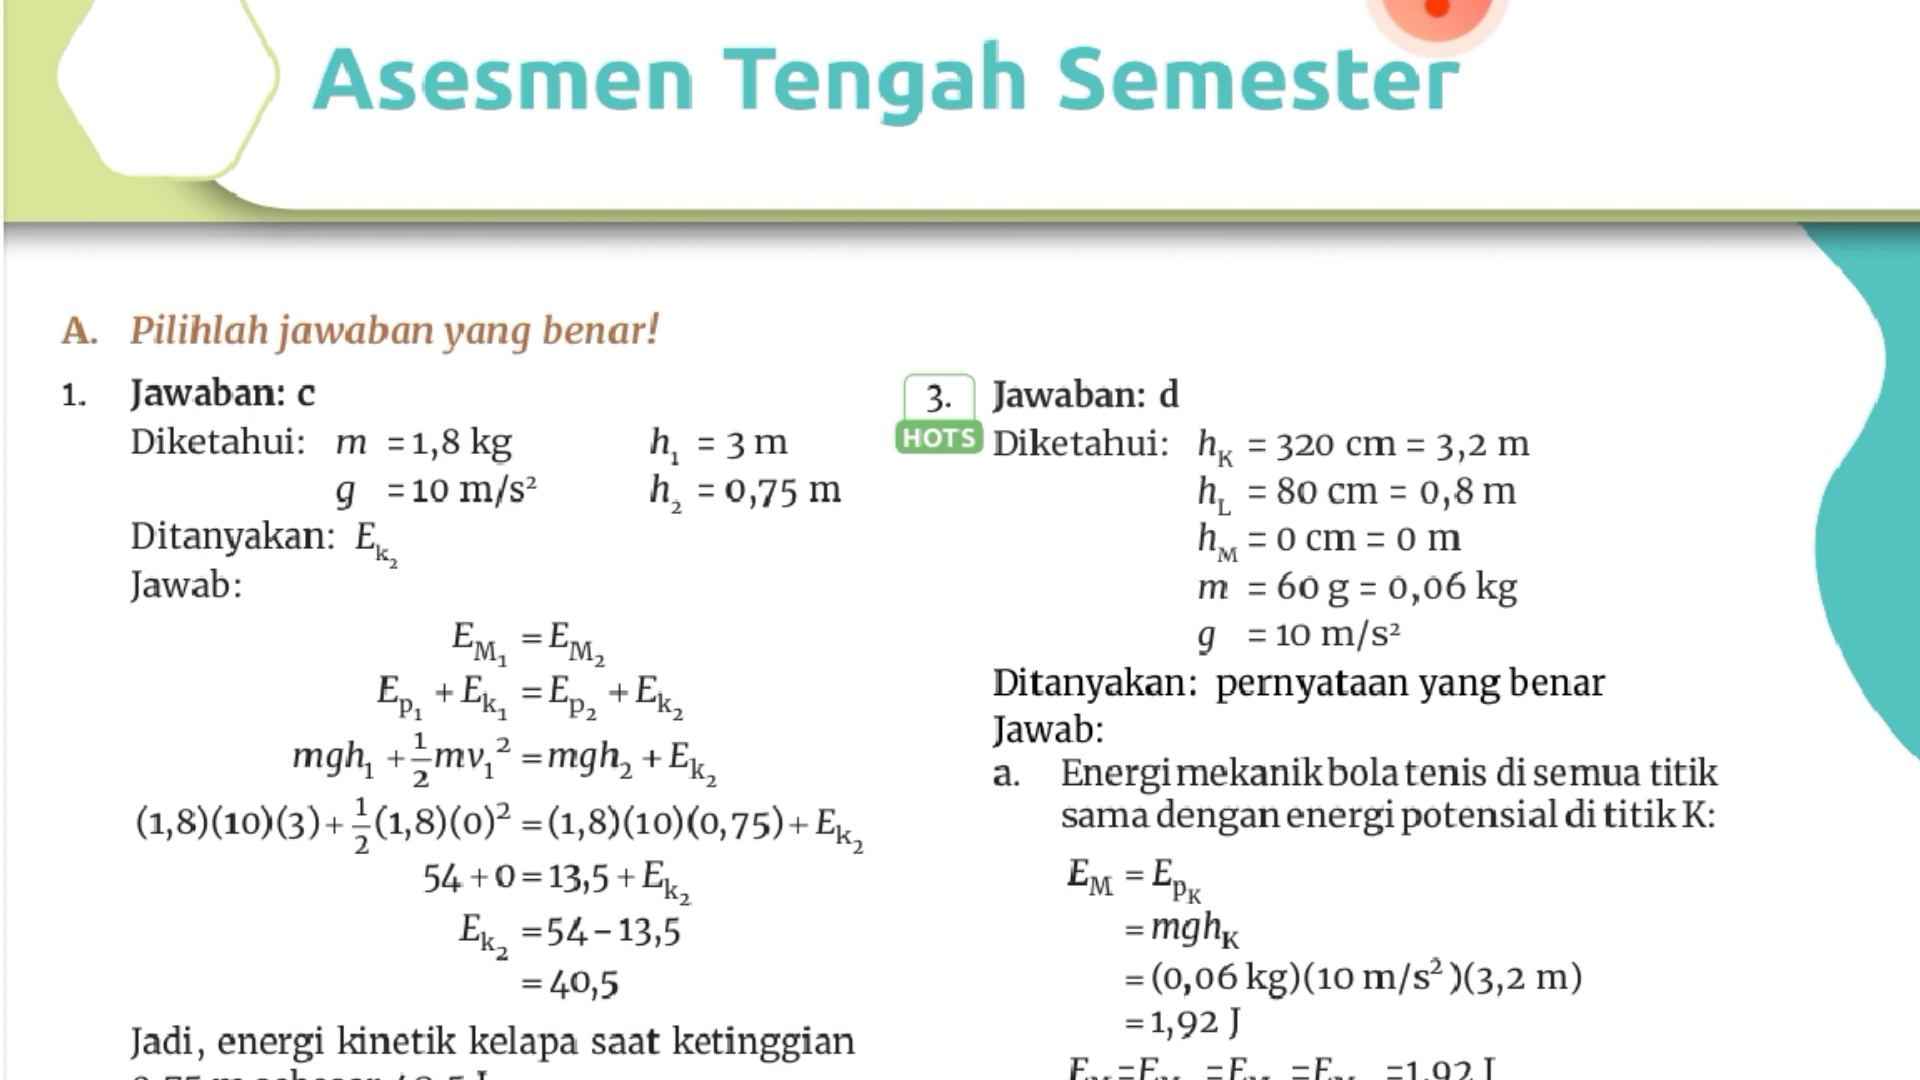 Asesmen Tengah Semester
A. Pilihlah jawaban yang benar!
1. Jawaban: c
Diketahui: m = 1,8 kg h₁ = 3 m
g = 10 m/s² h₂ = 0,75 m
Ditanyakan: E_k₂
Jawab:
E_M₁ = E_M₂
E_p₁ + E_k₁ = E_p₂ + E_k₂
mgh₁ + 1/2 mv₁² = mgh₂ + E_k₂
(1,8)(10)(3) + 1/2 (1,8)(0)² = (1,8)(10)(0,75) + E_k₂
54 + 0 = 13,5 + E_k₂
E_k₂ = 54 – 13,5
= 40,5
Jadi, energi kinetik kelapa saat ketinggian
3. Jawaban: d
HOTS
Diketahui: h_K = 320 cm = 3,2 m
h_L = 80 cm = 0,8 m
h_M = 0 cm = 0 m
m = 60 g = 0,06 kg
g = 10 m/s²
Ditanyakan: pernyataan yang benar
Jawab:
a. Energi mekanik bola tenis di semua titik
sama dengan energi potensial di titik K:
E_M = E_p_K
= mgh_K
= (0,06 kg)(10 m/s²)(3,2 m)
= 1,92 J